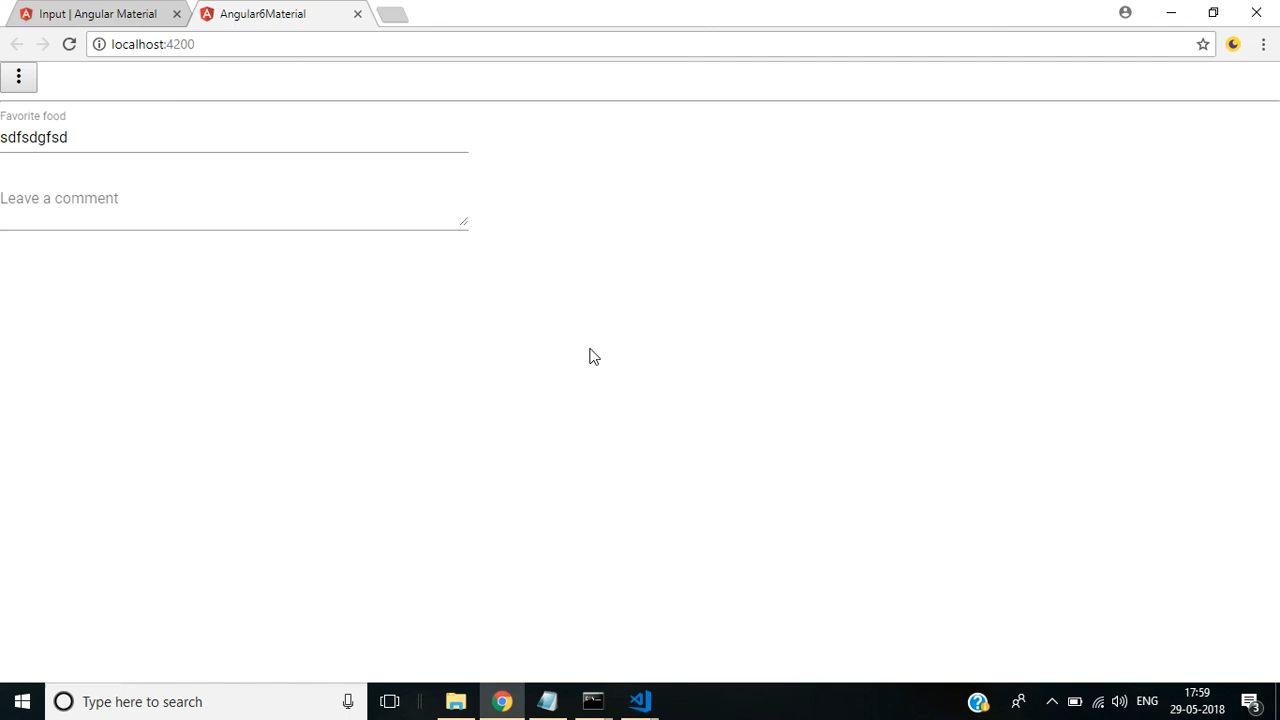 Input | Angular Material
Angular6Material
localhost:4200
Favorite food
sdfsdgfsd
Leave a comment
Type here to search
ENG
17:59
29-05-2018
3